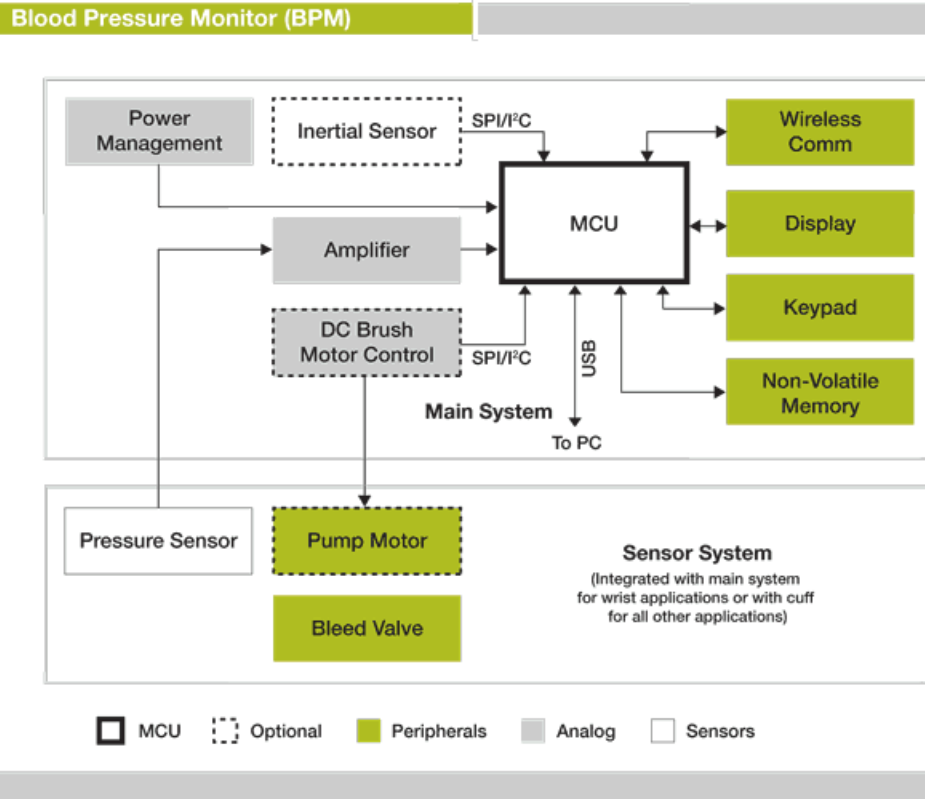 Blood Pressure Monitor (BPM)
Power
Management
Inertial Sensor
SPI/I²C
Wireless
Comm
MCU
Display
Amplifier
DC Brush
Motor Control
SPI/I²C
USB
Keypad
Non-Volatile
Memory
Main System
To PC
Pressure Sensor
Pump Motor
Bleed Valve
Sensor System
(Integrated with main system
for wrist applications or with cuff
for all other applications)
MCU
Optional
Peripherals
Analog
Sensors